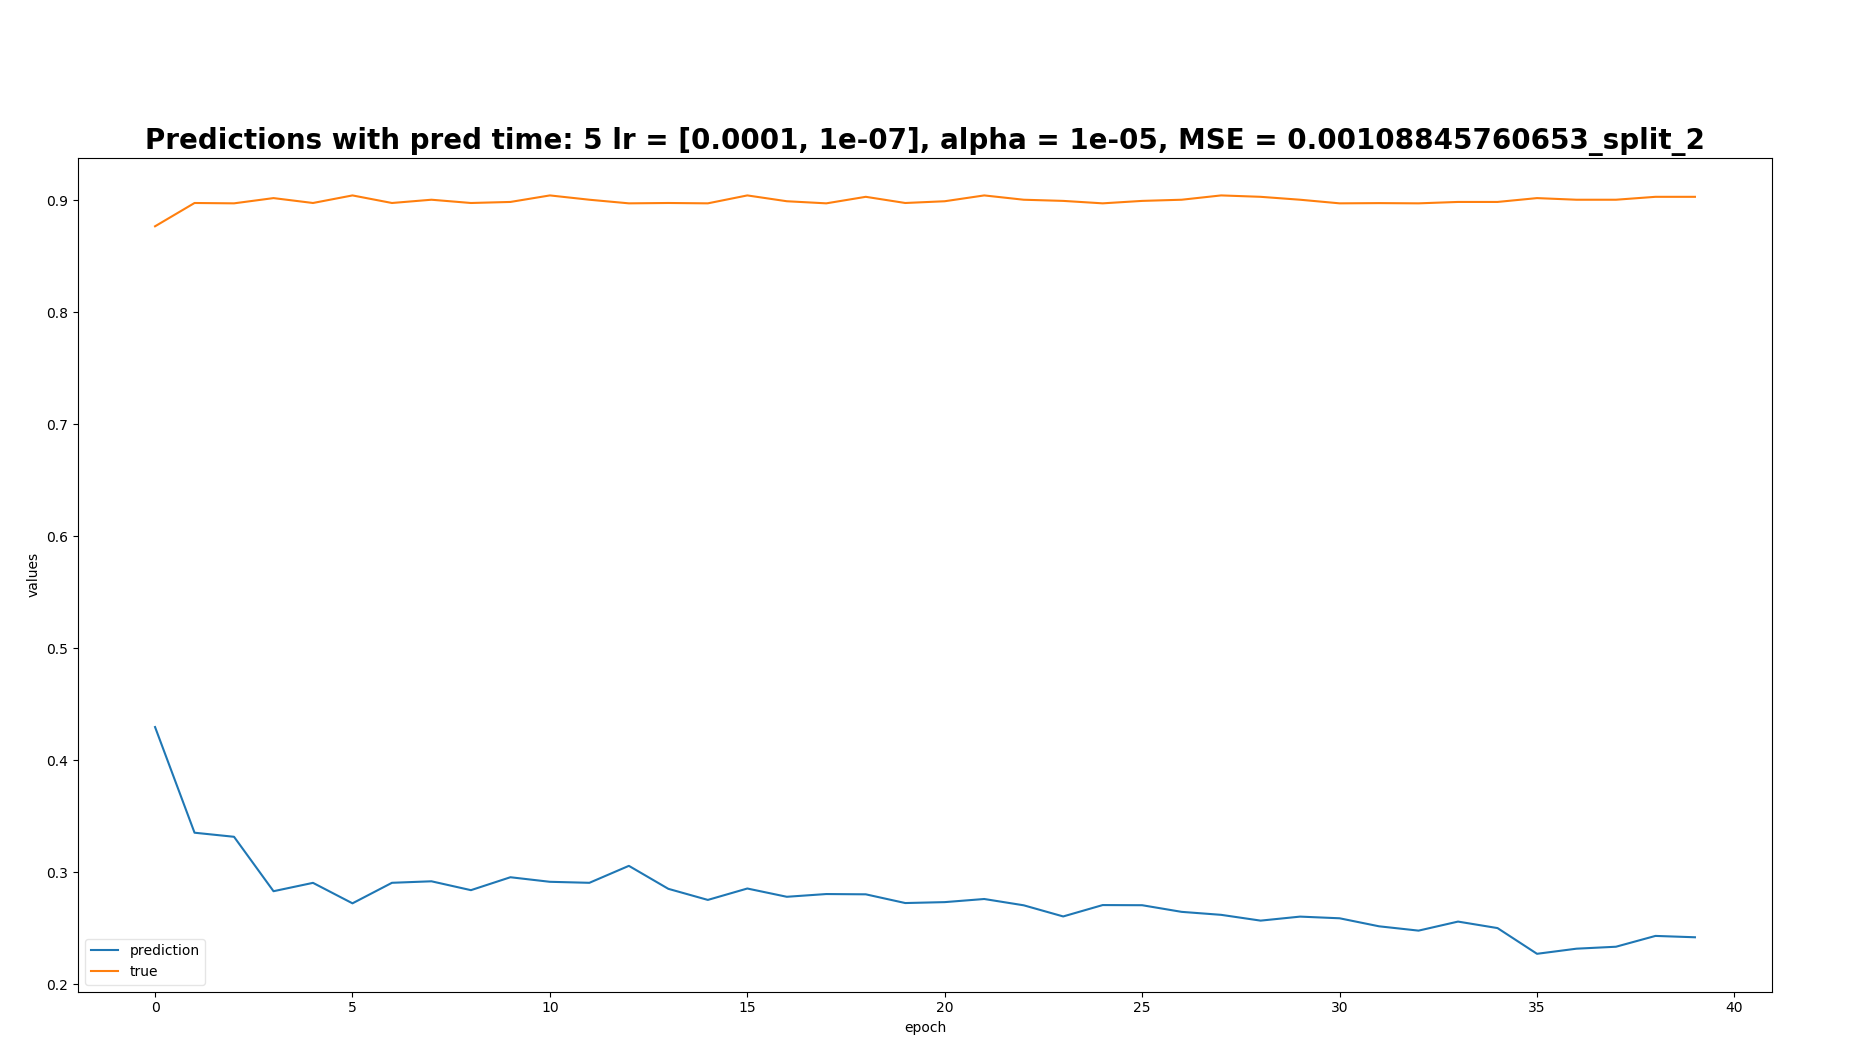 Predictions with pred time: 5 lr = [0.0001, 1e-07], alpha = 1e-05, MSE = 0.00108845760653_split_2
0.9
0.8
0.7
0.6
0.5
0.4
0.3
0.2
values
prediction
true
0 5 10 15 20 25 30 35 40
epoch